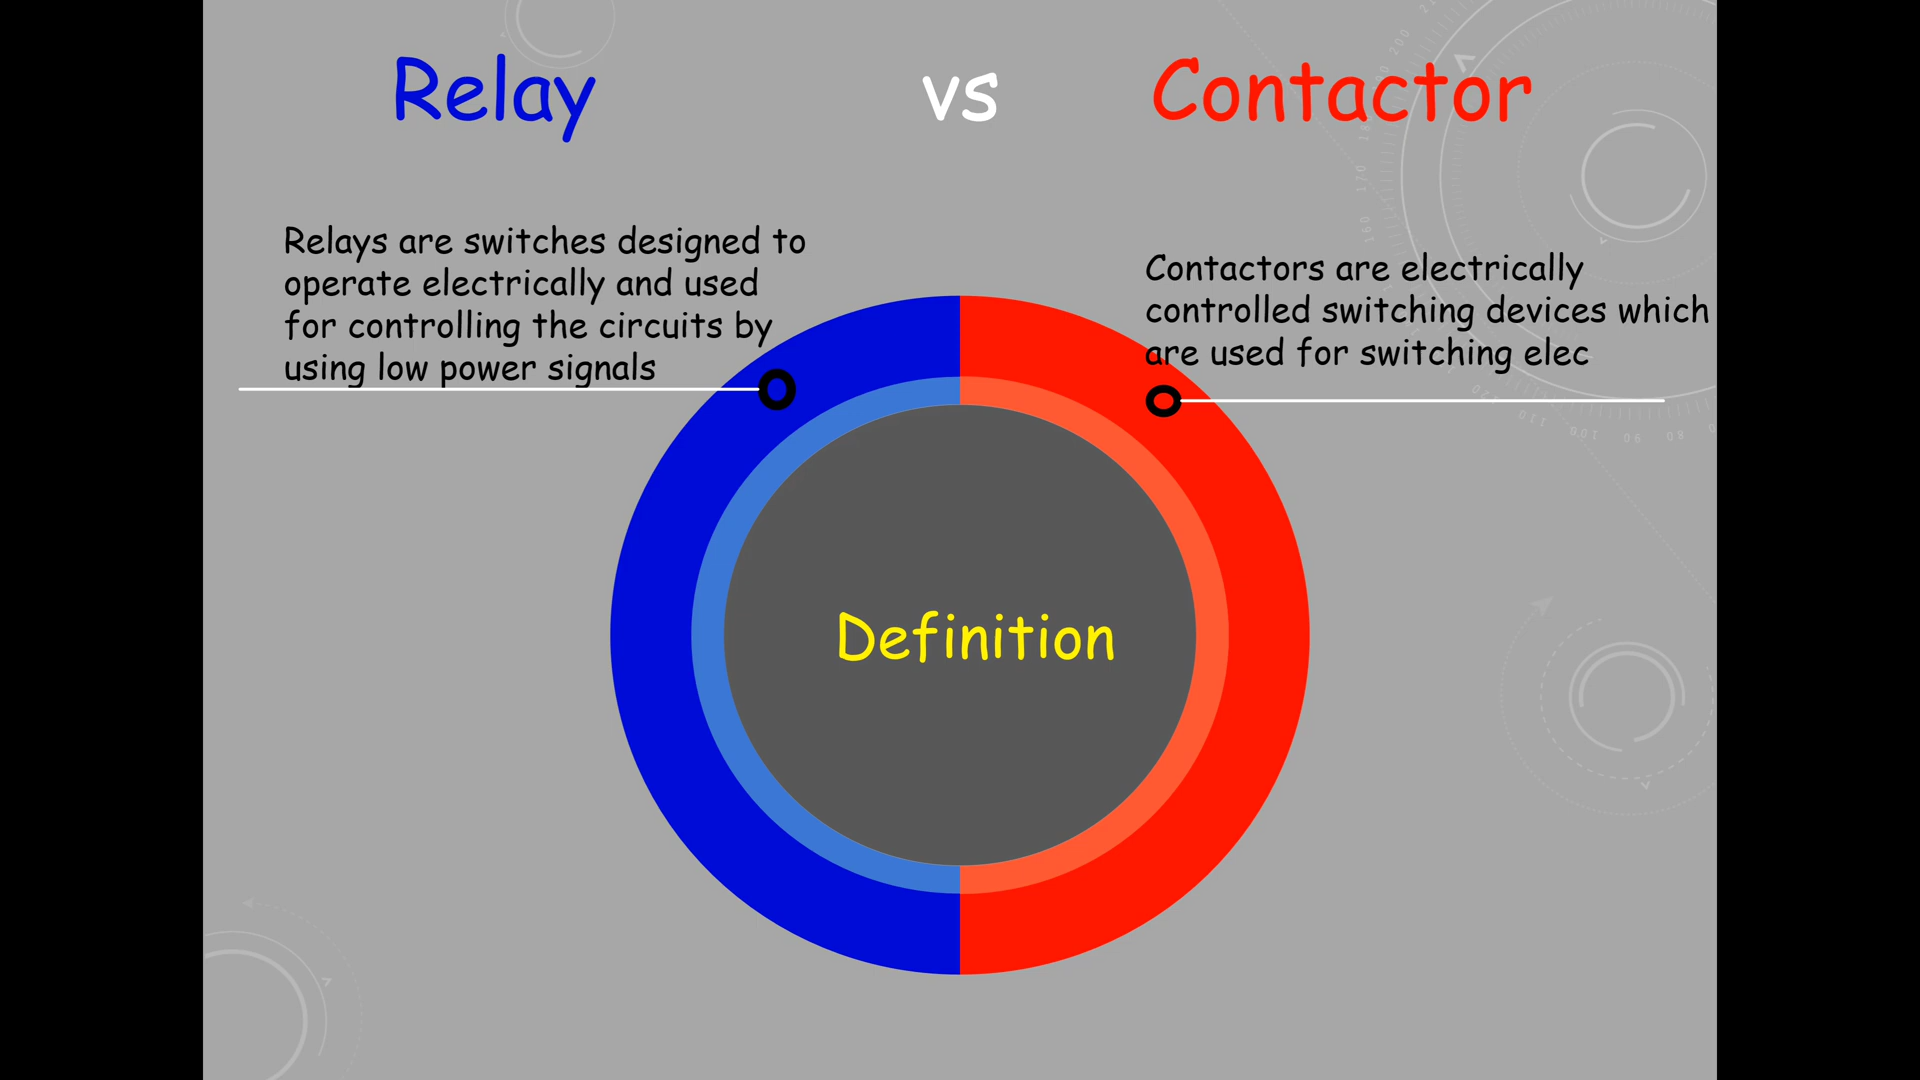 Relay vs Contactor
Relays are switches designed to
operate electrically and used
for controlling the circuits by
using low power signals
Contactors are electrically
controlled switching devices which
are used for switching elec
Definition